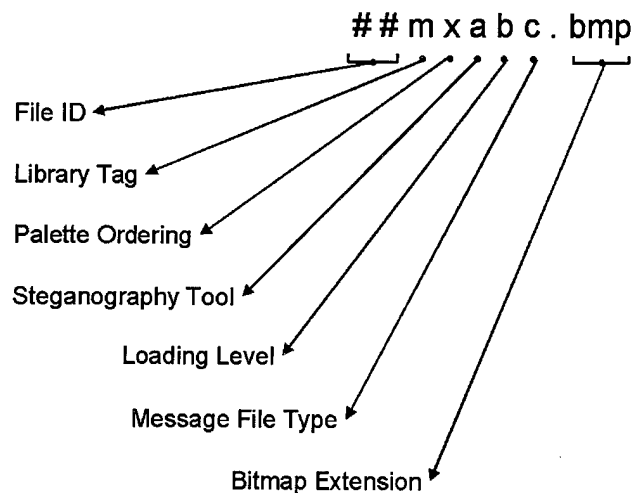 ##mxabc.bmp
File ID
Library Tag
Palette Ordering
Steganography Tool
Loading Level
Message File Type
Bitmap Extension